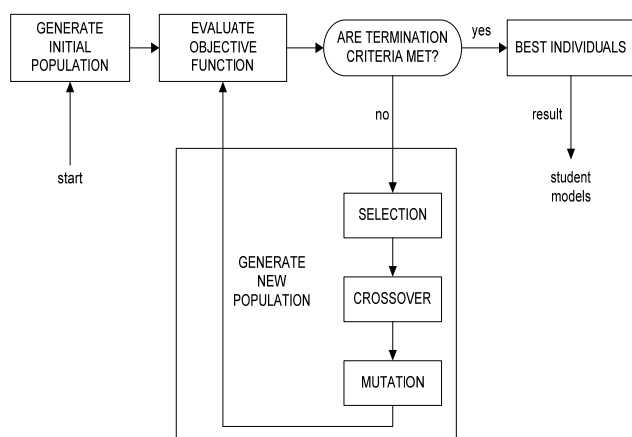 GENERATE
INITIAL
POPULATION
EVALUATE
OBJECTIVE
FUNCTION
ARE TERMINATION
CRITERIA MET?
yes
BEST INDIVIDUALS
no
result
start
student
models
SELECTION
GENERATE
NEW
POPULATION
CROSSOVER
MUTATION